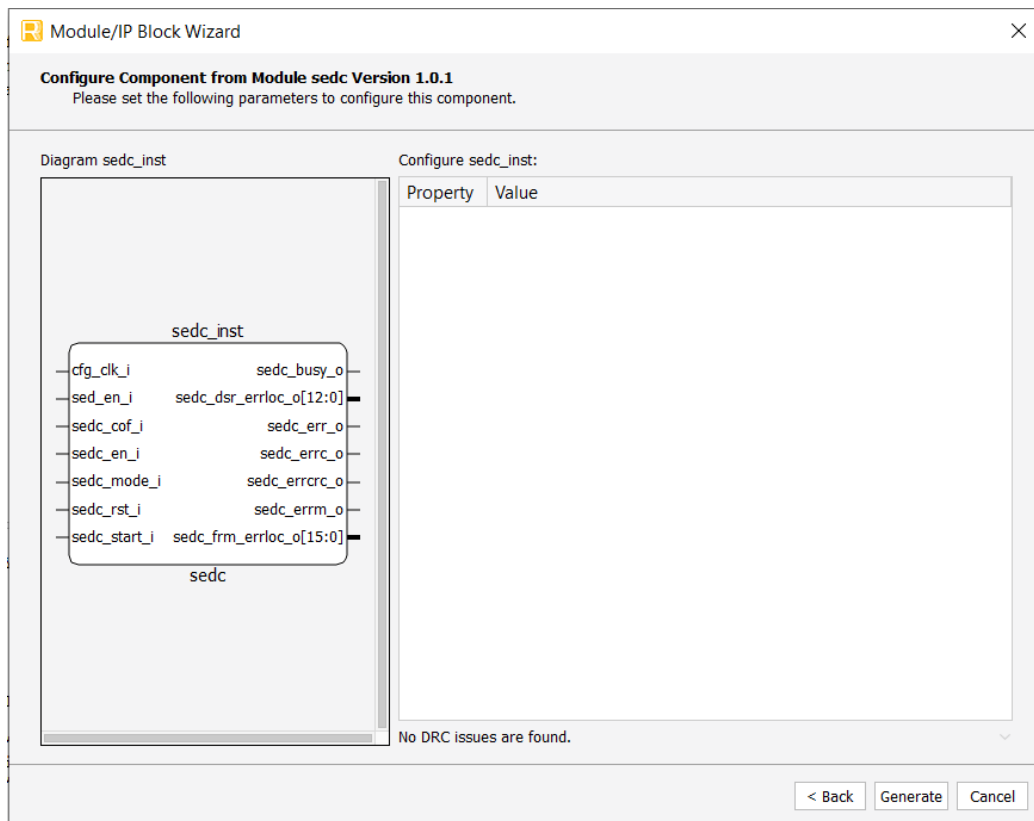 Module/IP Block Wizard
Configure Component from Module sedc Version 1.0.1
Please set the following parameters to configure this component.
Diagram sedc_inst
Configure sedc_inst:
Property Value
sedc_inst
cfg_clk_i sedc_busy_o
sed_en_i sedc_dsr_errloc_o[12:0]
sedc_cof_i sedc_err_o
sedc_en_i sedc_errc_o
sedc_mode_i sedc_errcrc_o
sedc_rst_i sedc_errm_o
sedc_start_i sedc_frm_errloc_o[15:0]
sedc
No DRC issues are found.
< Back Generate Cancel